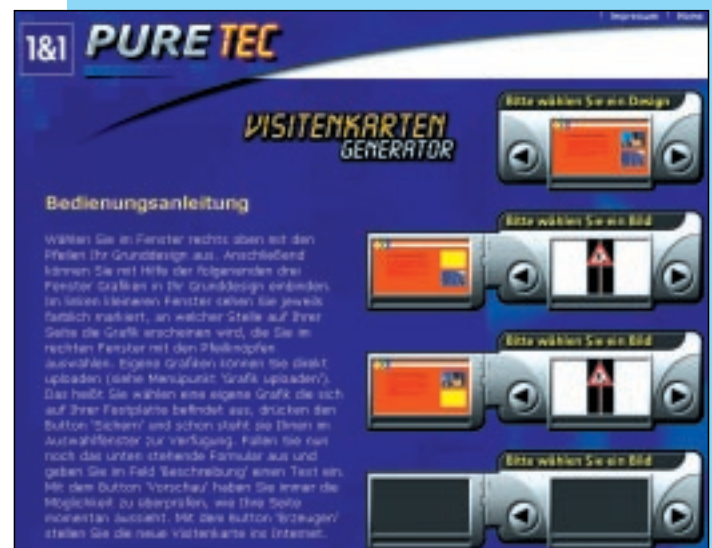 Impressum Home
1&1 PURE TEC
Bitte wählen Sie ein Design
VISITENKARTEN
GENERATOR
Bedienungsanleitung
Bitte wählen Sie ein Bild
Wählen Sie im Fenster rechts oben mit den
Pfeilen Ihr Grunddesign aus. Anschließend
können Sie mit Hilfe der folgenden drei
Fenster Grafiken in Ihr Grunddesign einbinden.
Im linken kleineren Fenster sehen Sie jeweils
farblich markiert, an welcher Stelle auf Ihrer
Seite die Grafik erscheinen wird, die Sie im
rechten Fenster mit den Pfeilknöpfen
auswählen. Eigene Grafiken können Sie direkt
uploaden (siehe Menüpunkt 'Grafik uploaden').
Das heißt Sie wählen eine eigene Grafik die sich
auf Ihrer Festplatte befindet aus, drücken den
Button 'Sichern' und schon steht sie Ihnen im
Auswahlfenster zur Verfügung. Füllen Sie nun
noch das unten stehende Formular aus und
geben Sie im Feld 'Beschreibung' einen Text ein.
Mit dem Button 'Vorschau' haben Sie immer die
Möglichkeit zu überprüfen, wie Ihre Seite
momentan aussieht. Mit dem Button 'Erzeugen'
stellen Sie die neue Visitenkarte ins Internet.
Bitte wählen Sie ein Bild
Bitte wählen Sie ein Bild